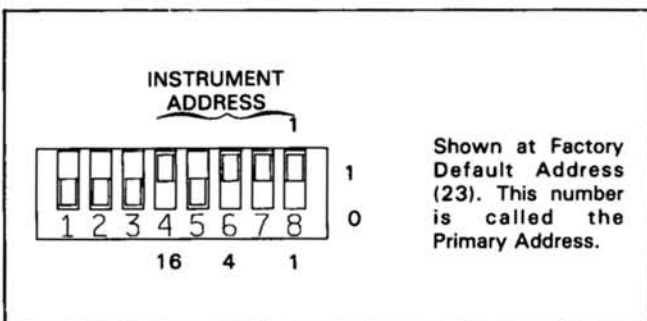 INSTRUMENT
ADDRESS
1
1
1 2 3 4 5 6 7 8 0
16 4 1
Shown at Factory
Default Address
(23). This number
is called the
Primary Address.